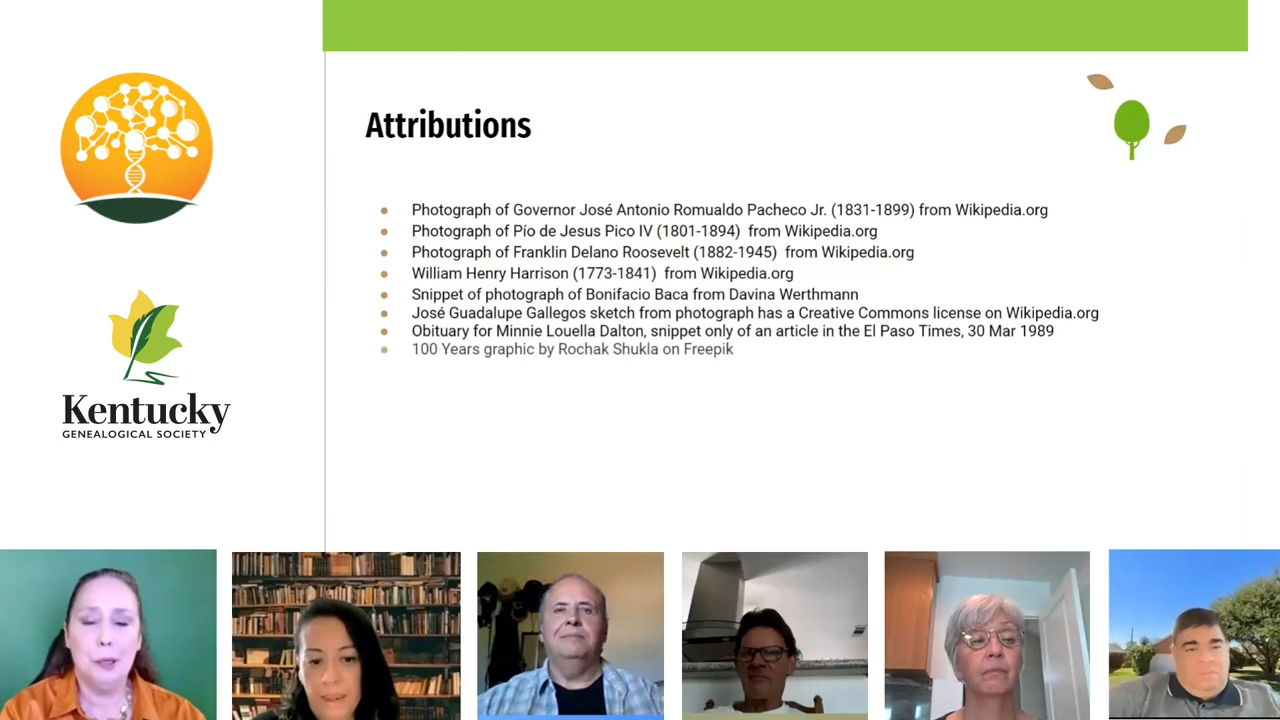 Attributions
Photograph of Governor José Antonio Romualdo Pacheco Jr. (1831-1899) from Wikipedia.org
Photograph of Pío de Jesus Pico IV (1801-1894) from Wikipedia.org
Photograph of Franklin Delano Roosevelt (1882-1945) from Wikipedia.org
William Henry Harrison (1773-1841) from Wikipedia.org
Snippet of photograph of Bonifacio Baca from Davina Werthmann
José Guadalupe Gallegos sketch from photograph has a Creative Commons license on Wikipedia.org
Obituary for Minnie Louella Dalton, snippet only of an article in the El Paso Times, 30 Mar 1989
100 Years graphic by Rochak Shukla on Freepik
Kentucky
GENEALOGICAL SOCIETY